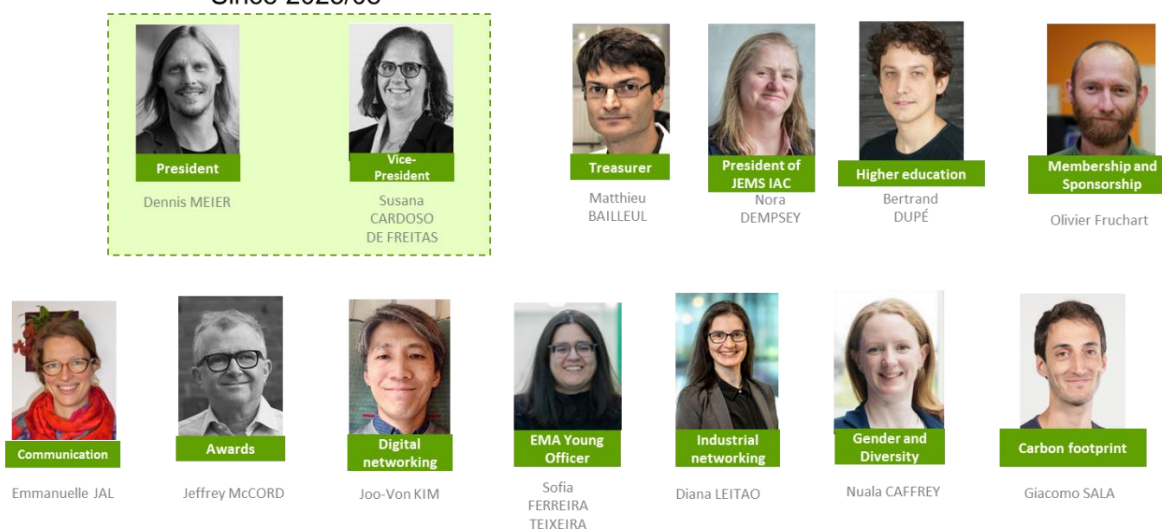 President
Vice-
President
Treasurer
President of
JEMS IAC
Higher education
Membership and
Sponsorship
Dennis MEIER
Susana
CARDOSO
DE FREITAS
Matthieu
BAILLEUL
Nora
DEMPSEY
Bertrand
DUPÉ
Olivier Fruchart
Communication
Awards
Digital
networking
EMA Young
Officer
Industrial
networking
Gender and
Diversity
Carbon footprint
Emmanuelle JAL
Jeffrey McCORD
Joo-Von KIM
Sofia
FERREIRA
TEIXEIRA
Diana LEITAO
Nuala CAFFREY
Giacomo SALA